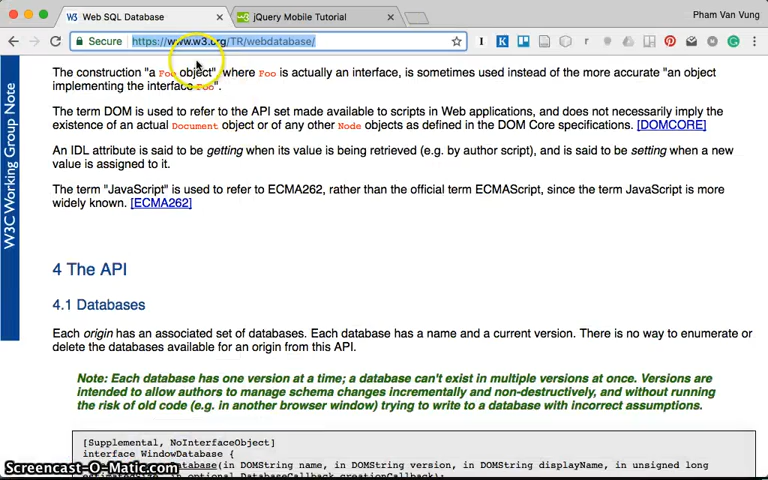 W3C Web SQL Database
w3 jQuery Mobile Tutorial
Pham Van Vung
Secure https://www.w3.org/TR/webdatabase/
The construction "a Foo object", where Foo is actually an interface, is sometimes used instead of the more accurate "an object
implementing the interface Foo".
The term DOM is used to refer to the API set made available to scripts in Web applications, and does not necessarily imply the
existence of an actual Document object or of any other Node objects as defined in the DOM Core specifications. [DOMCORE]
An IDL attribute is said to be getting when its value is being retrieved (e.g. by author script), and is said to be setting when a new
value is assigned to it.
The term "JavaScript" is used to refer to ECMA262, rather than the official term ECMAScript, since the term JavaScript is more
widely known. [ECMA262]
W3C Working Group Note
4 The API
4.1 Databases
Each origin has an associated set of databases. Each database has a name and a current version. There is no way to enumerate or
delete the databases available for an origin from this API.
Note: Each database has one version at a time; a database can't exist in multiple versions at once. Versions are
intended to allow authors to manage schema changes incrementally and non-destructively, and without running
the risk of old code (e.g. in another browser window) trying to write to a database with incorrect assumptions.
[Supplemental, NoInterfaceObject]
interface WindowDatabase {
Database(in DOMString name, in DOMString version, in DOMString displayName, in unsigned long
in optional DatabaseCallback creationCallback);
Screencast-O-Matic.com